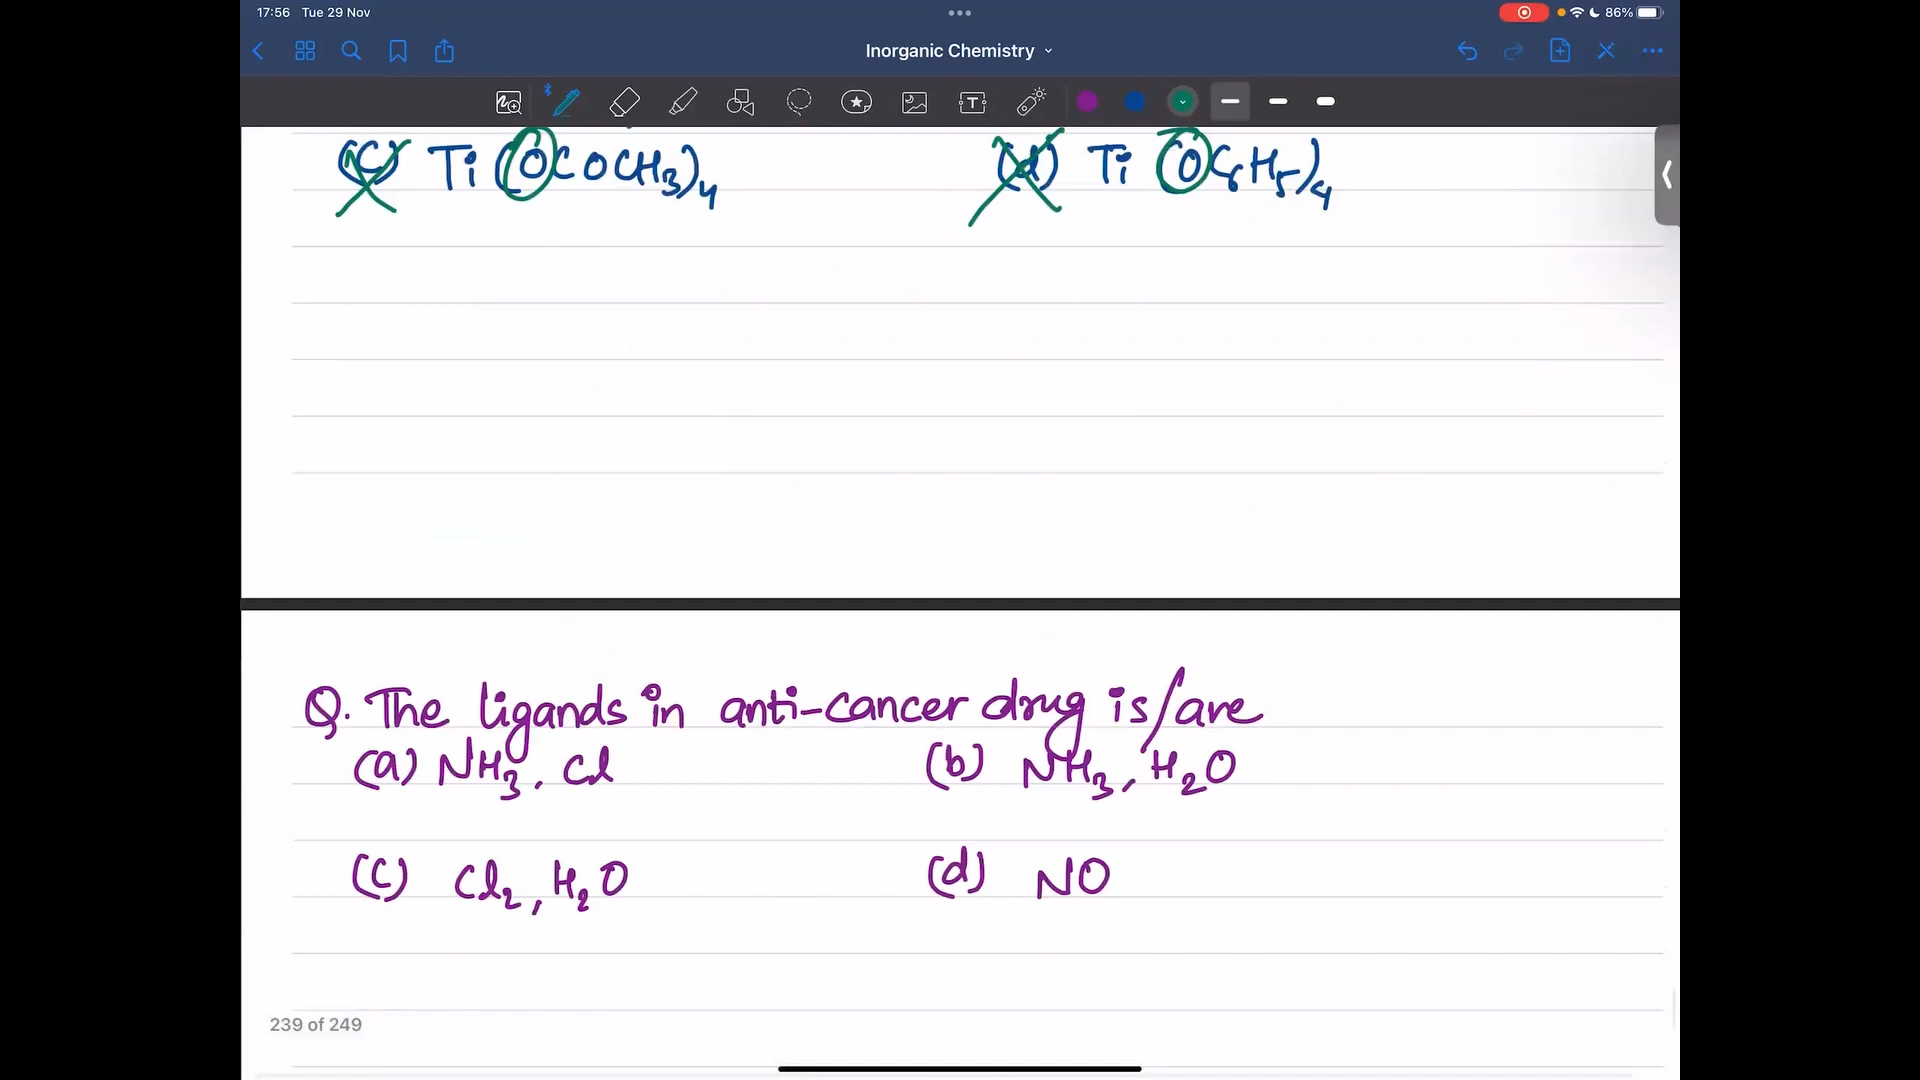 17:56 Tue 29 Nov
86%
Inorganic Chemistry
T
(C) Ti (OCOCH3)4 (d) Ti (OC6H5)4
Q. The ligands in anti-cancer drug is/are
(a) NH3, Cl (b) NH3, H2O
(C) Cl2, H2O (d) NO
239 of 249